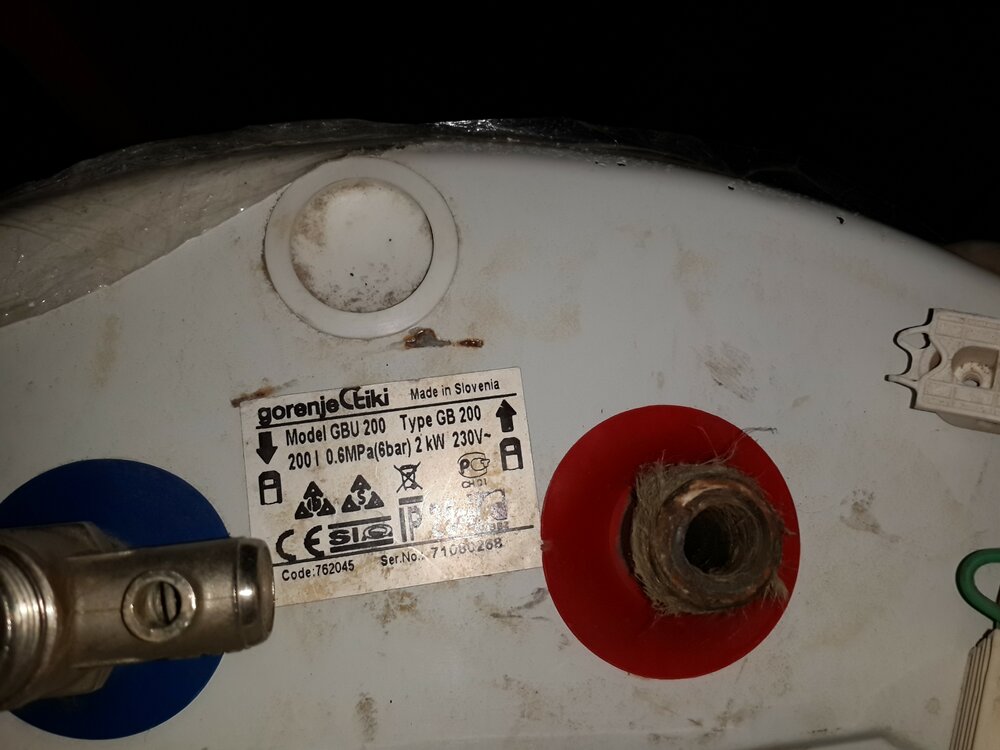 gorenje tiki Made in Slovenia
Model GBU 200 Type GB 200
200 l 0.6MPa(6bar) 2 kW 230V~
S
CE SIQ IP
Code:762045 Ser.No.: